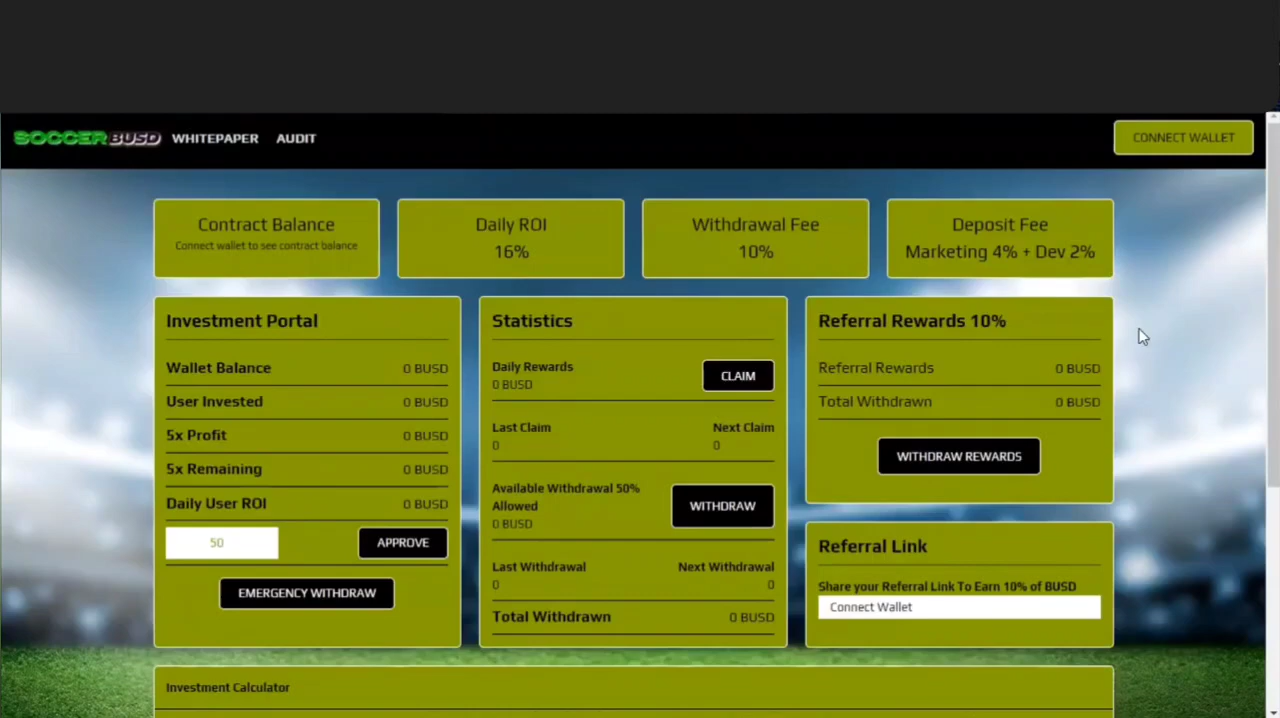 SOCCER BUSD WHITEPAPER AUDIT CONNECT WALLET
Contract Balance
Connect wallet to see contract balance
Daily ROI
16%
Withdrawal Fee
10%
Deposit Fee
Marketing 4% + Dev 2%
Investment Portal
Wallet Balance 0 BUSD
User Invested 0 BUSD
5x Profit 0 BUSD
5x Remaining 0 BUSD
Daily User ROI 0 BUSD
50 APPROVE
EMERGENCY WITHDRAW
Statistics
Daily Rewards
0 BUSD
CLAIM
Last Claim Next Claim
0 0
Available Withdrawal 50%
Allowed
0 BUSD
WITHDRAW
Last Withdrawal Next Withdrawal
0 0
Total Withdrawn 0 BUSD
Referral Rewards 10%
Referral Rewards 0 BUSD
Total Withdrawn 0 BUSD
WITHDRAW REWARDS
Referral Link
Share your Referral Link To Earn 10% of BUSD
Connect Wallet
Investment Calculator